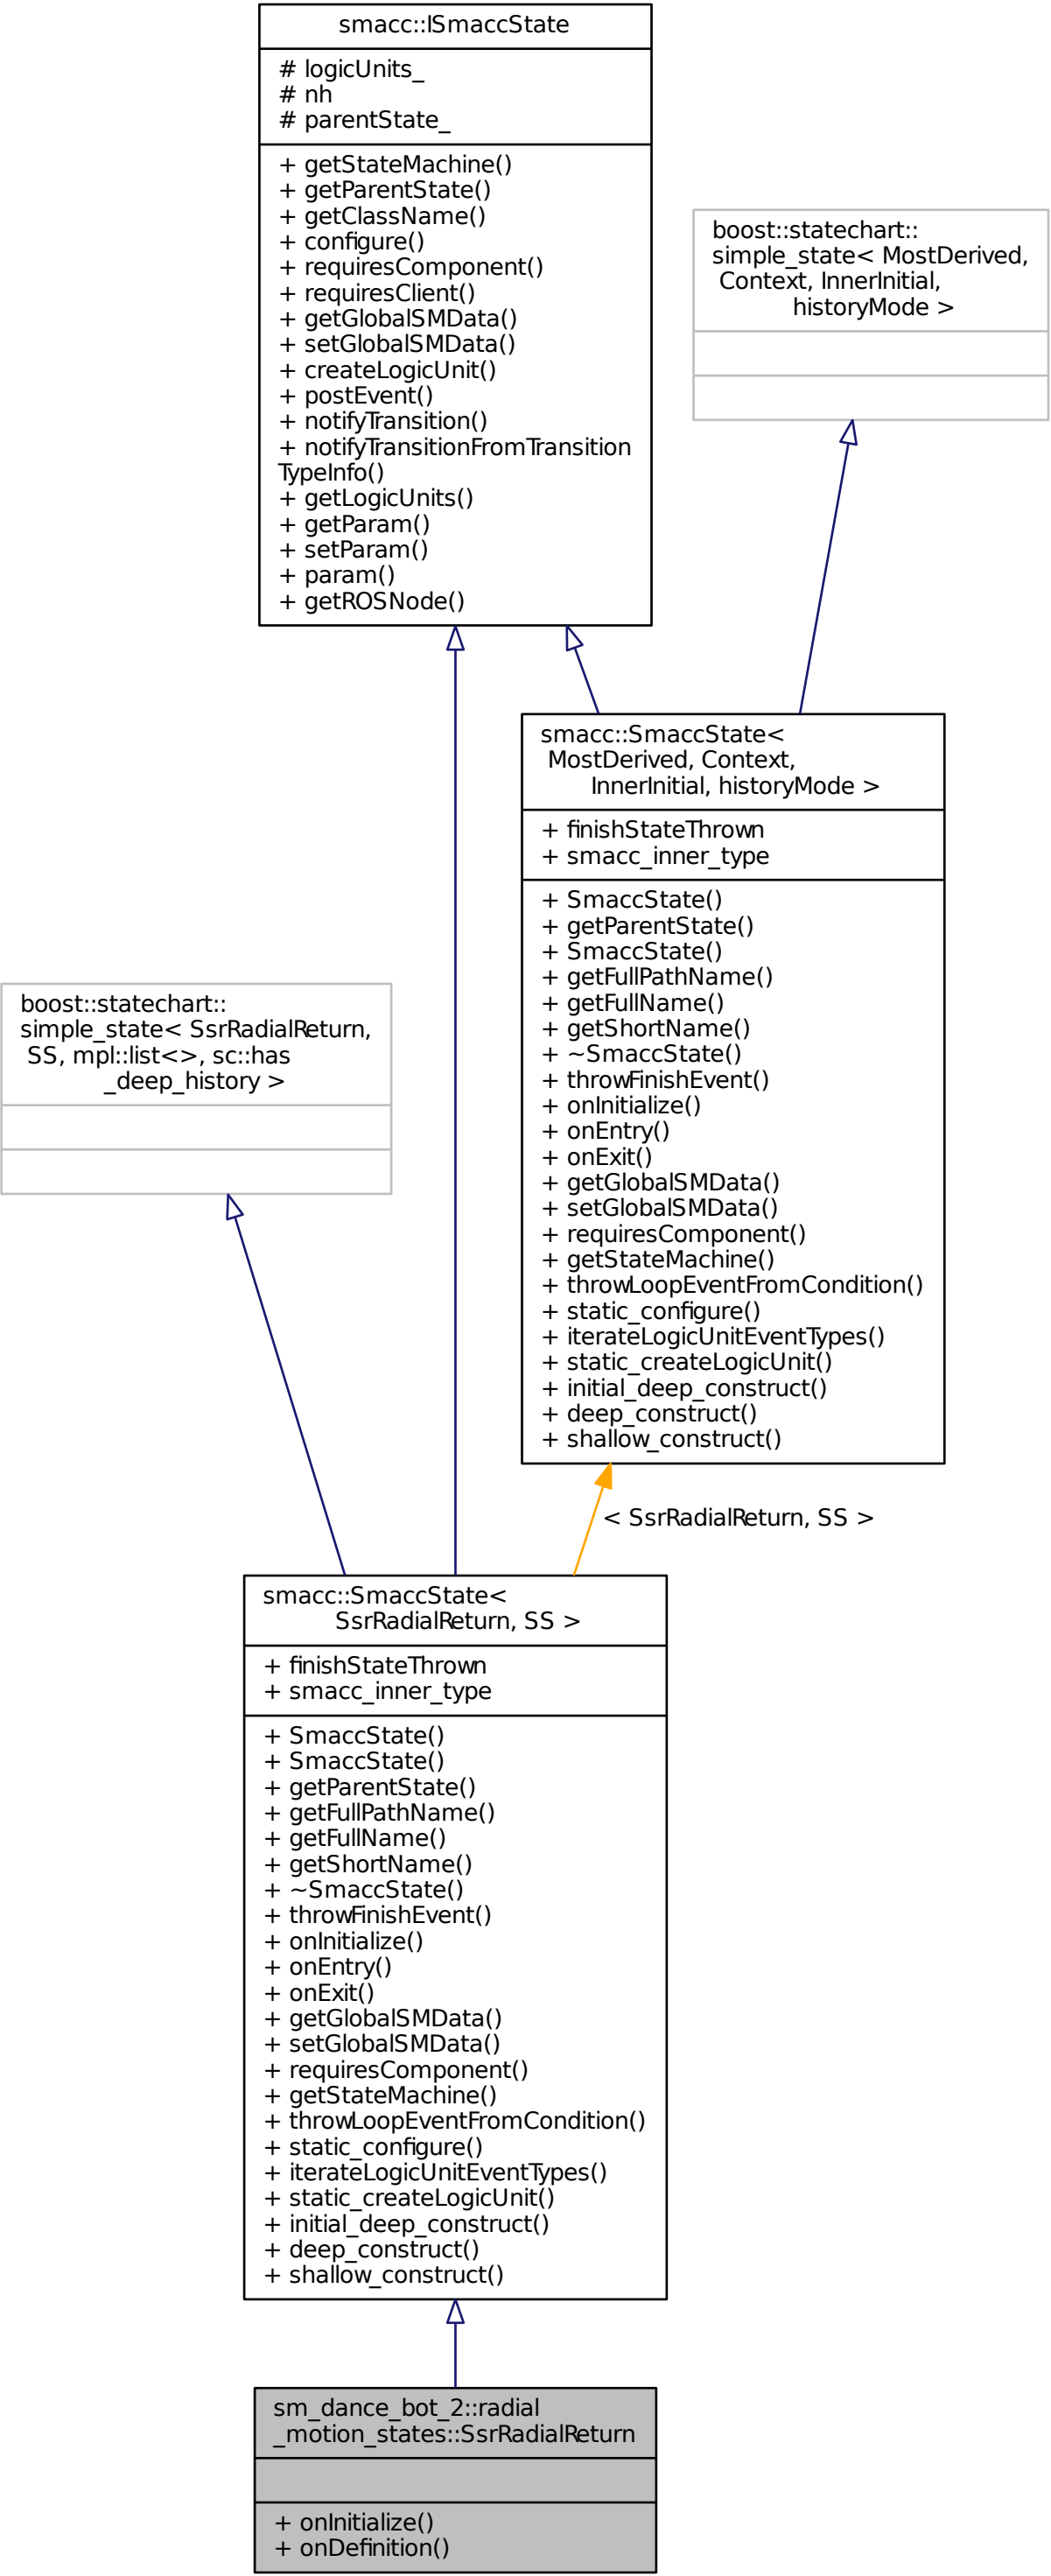 smacc::ISmaccState
# logicUnits_
# nh
# parentState_
+ getStateMachine()
+ getParentState()
+ getClassName()
+ configure()
+ requiresComponent()
+ requiresClient()
+ getGlobalSMData()
+ setGlobalSMData()
+ createLogicUnit()
+ postEvent()
+ notifyTransition()
+ notifyTransitionFromTransition
TypeInfo()
+ getLogicUnits()
+ getParam()
+ setParam()
+ param()
+ getROSNode()
boost::statechart::
simple_state< MostDerived,
Context, InnerInitial,
historyMode >
smacc::SmaccState<
MostDerived, Context,
InnerInitial, historyMode >
+ finishStateThrown
+ smacc_inner_type
+ SmaccState()
+ getParentState()
+ SmaccState()
+ getFullPathName()
+ getFullName()
+ getShortName()
+ ~SmaccState()
+ throwFinishEvent()
+ onInitialize()
+ onEntry()
+ onExit()
+ getGlobalSMData()
+ setGlobalSMData()
+ requiresComponent()
+ getStateMachine()
+ throwLoopEventFromCondition()
+ static_configure()
+ iterateLogicUnitEventTypes()
+ static_createLogicUnit()
+ initial_deep_construct()
+ deep_construct()
+ shallow_construct()
boost::statechart::
simple_state< SsrRadialReturn,
SS, mpl::list<>, sc::has
_deep_history >
< SsrRadialReturn, SS >
smacc::SmaccState<
SsrRadialReturn, SS >
+ finishStateThrown
+ smacc_inner_type
+ SmaccState()
+ SmaccState()
+ getParentState()
+ getFullPathName()
+ getFullName()
+ getShortName()
+ ~SmaccState()
+ throwFinishEvent()
+ onInitialize()
+ onEntry()
+ onExit()
+ getGlobalSMData()
+ setGlobalSMData()
+ requiresComponent()
+ getStateMachine()
+ throwLoopEventFromCondition()
+ static_configure()
+ iterateLogicUnitEventTypes()
+ static_createLogicUnit()
+ initial_deep_construct()
+ deep_construct()
+ shallow_construct()
sm_dance_bot_2::radial
_motion_states::SsrRadialReturn
+ onInitialize()
+ onDefinition()